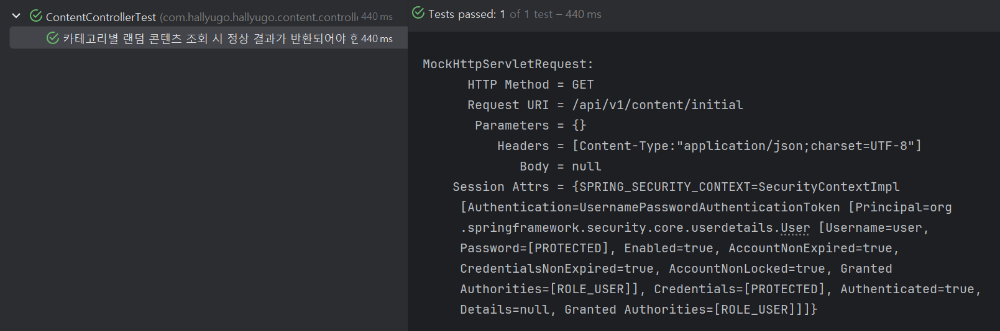 ContentControllerTest (com.hallyugo.hallyugo.content.controlle 440 ms
카테고리별 랜덤 콘텐츠 조회 시 정상 결과가 반환되어야 440 ms
Tests passed: 1 of 1 test – 440 ms
MockHttpServletRequest:
HTTP Method = GET
Request URI = /api/v1/content/initial
Parameters = {}
Headers = [Content-Type:"application/json;charset=UTF-8"]
Body = null
Session Attrs = {SPRING_SECURITY_CONTEXT=SecurityContextImpl
[Authentication=UsernamePasswordAuthenticationToken [Principal=org
.springframework.security.core.userdetails.User [Username=user,
Password=[PROTECTED], Enabled=true, AccountNonExpired=true,
CredentialsNonExpired=true, AccountNonLocked=true, Granted
Authorities=[ROLE_USER]], Credentials=[PROTECTED], Authenticated=true,
Details=null, Granted Authorities=[ROLE_USER]]]}